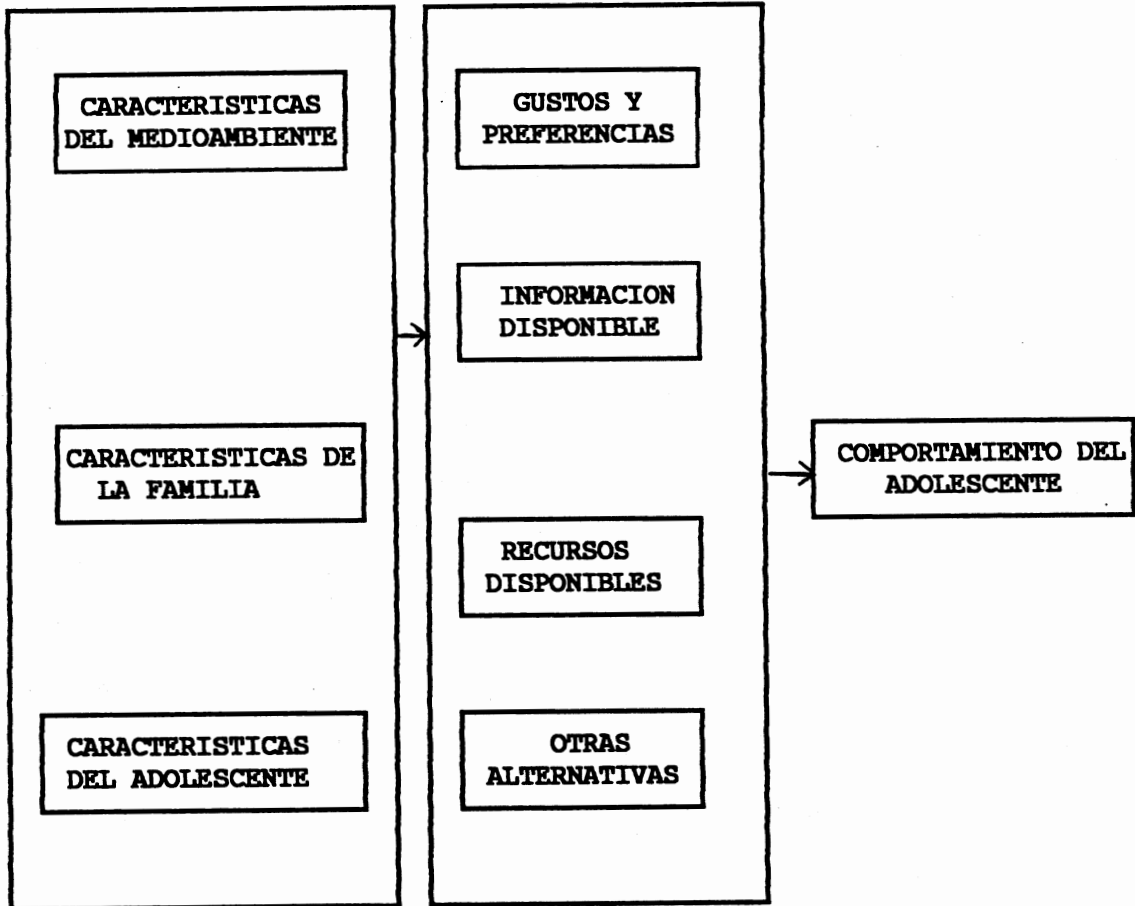 CARACTERISTICAS
DEL MEDIOAMBIENTE
CARACTERISTICAS DE
LA FAMILIA
CARACTERISTICAS
DEL ADOLESCENTE
GUSTOS Y
PREFERENCIAS
INFORMACION
DISPONIBLE
RECURSOS
DISPONIBLES
OTRAS
ALTERNATIVAS
COMPORTAMIENTO DEL
ADOLESCENTE